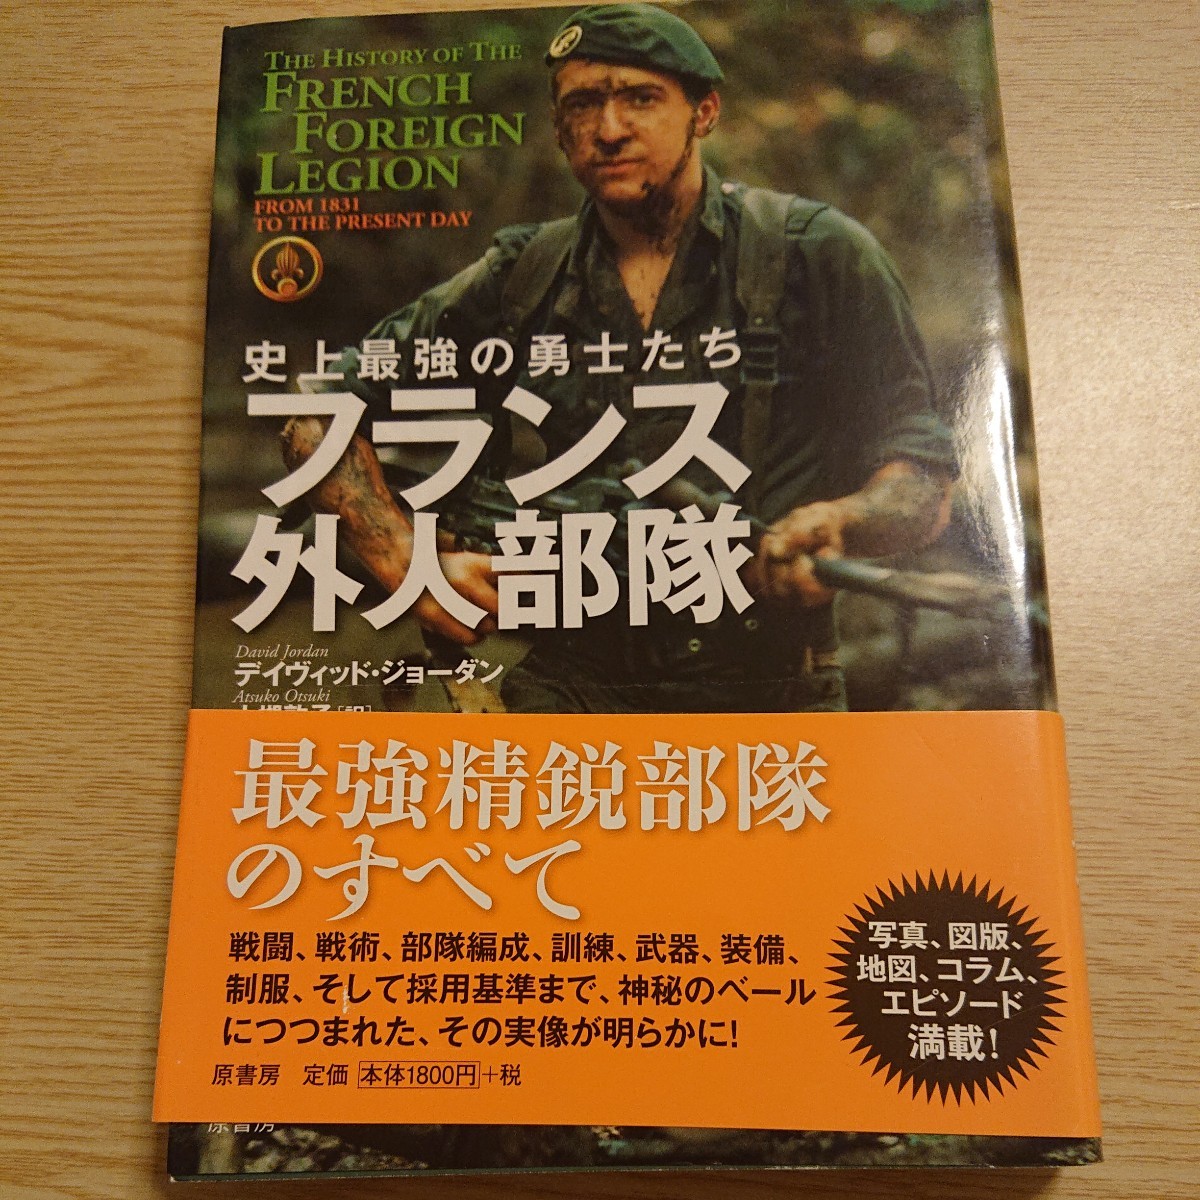 THE HISTORY OF THE
FRENCH
FOREIGN
LEGION
FROM 1831
TO THE PRESENT DAY
史上最強の勇士たち
フランス
外人部隊
David Jordan
デイヴィッド・ジョーダン
Atsuko Otsuki
最強精鋭部隊
のすべて
戦闘、戦術、部隊編成、訓練、武器、装備、
制服、そして採用基準まで、神秘のベール
につつまれた、その実像が明らかに!
写真、図版、
地図、コラム、
エピソード
満載!
原書房 定価 本体1800円+税
原書房